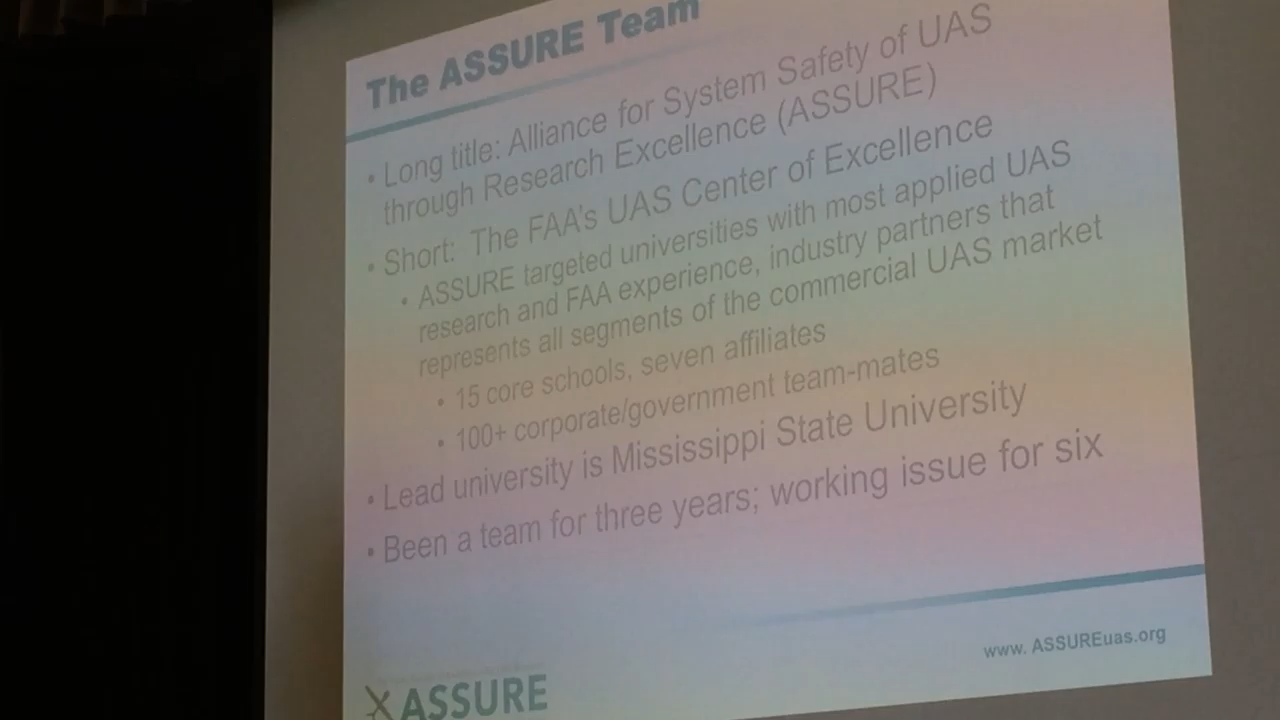 The ASSURE Team
• Long title: Alliance for System Safety of UAS
through Research Excellence (ASSURE)
• Short: The FAA's UAS Center of Excellence
• ASSURE targeted universities with most applied UAS
research and FAA experience, industry partners that
represents all segments of the commercial UAS market
• 15 core schools, seven affiliates
• 100+ corporate/government team-mates
• Lead university is Mississippi State University
• Been a team for three years; working issue for six
www. ASSUREuas.org
ASSURE